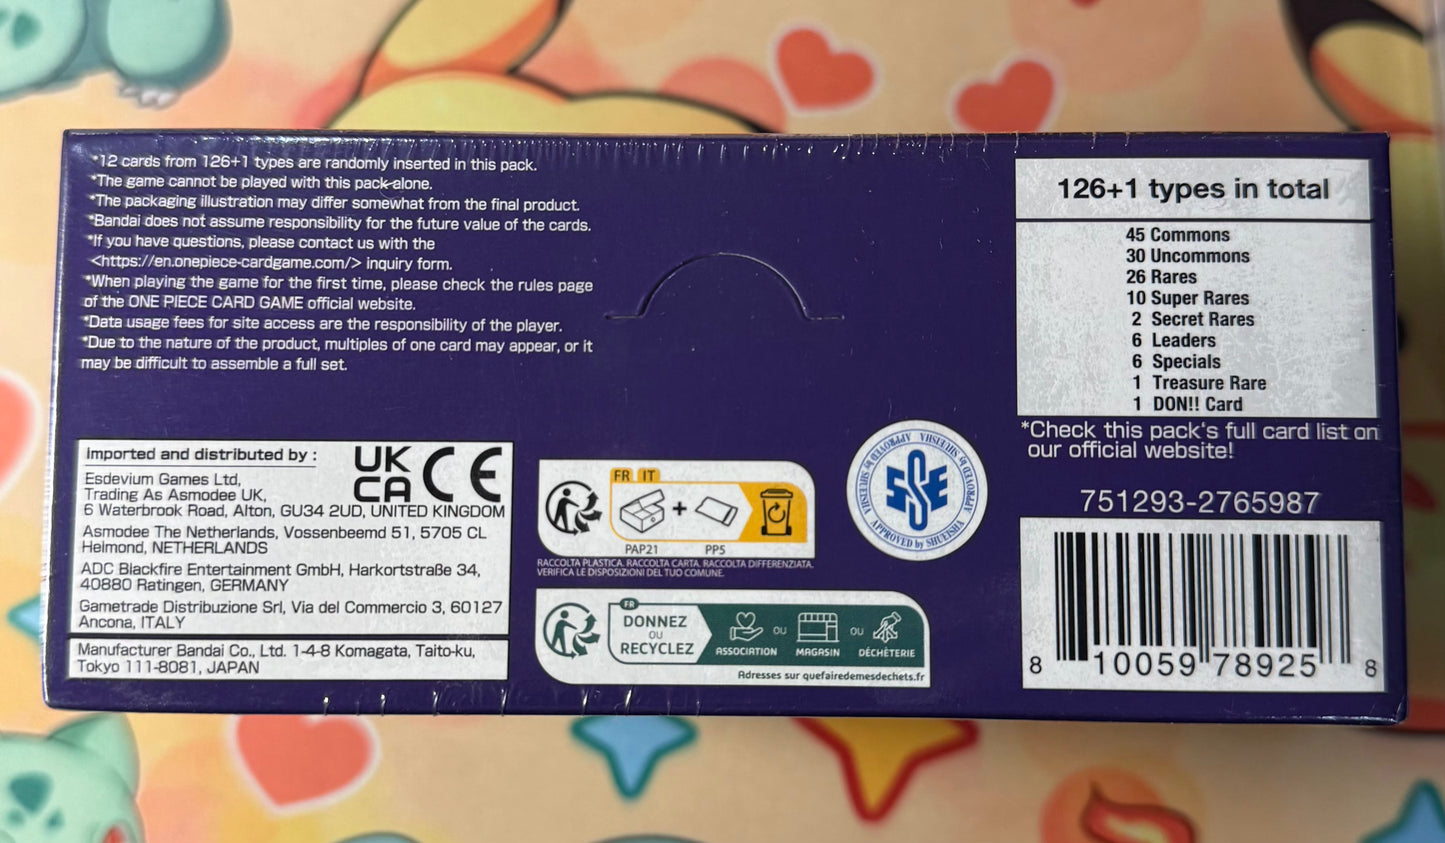 *12 cards from 126+1 types are randomly inserted in this pack.
*The game cannot be played with this pack alone.
*The packaging illustration may differ somewhat from the final product.
*Bandai does not assume responsibility for the future value of the cards.
*If you have questions, please contact us with the
<https://en.onepiece-cardgame.com/> inquiry form.
*When playing the game for the first time, please check the rules page
of the ONE PIECE CARD GAME official website.
*Data usage fees for site access are the responsibility of the player.
*Due to the nature of the product, multiples of one card may appear, or it
may be difficult to assemble a full set.
126+1 types in total
45 Commons
30 Uncommons
26 Rares
10 Super Rares
2 Secret Rares
6 Leaders
6 Specials
1 Treasure Rare
1 DON!! Card
*Check this pack's full card list on
our official website!
Imported and distributed by :
UK
CA
CE
Esdevium Games Ltd,
Trading As Asmodee UK,
6 Waterbrook Road, Alton, GU34 2UD, UNITED KINGDOM
Asmodee The Netherlands, Vossenbeemd 51, 5705 CL
Helmond, NETHERLANDS
ADC Blackfire Entertainment GmbH, Harkortstraße 34,
40880 Ratingen, GERMANY
Gametrade Distribuzione Srl, Via del Commercio 3, 60127
Ancona, ITALY
Manufacturer Bandai Co., Ltd. 1-4-8 Komagata, Taito-ku,
Tokyo 111-8081, JAPAN
FR IT
+
PAP21 PP5
RACCOLTA PLASTICA. RACCOLTA CARTA. RACCOLTA DIFFERENZIATA.
VERIFICA LE DISPOSIZIONI DEL TUO COMUNE.
FR
DONNEZ
OU
RECYCLEZ
ASSOCIATION
OU
MAGASIN
OU
DÉCHÈTERIE
Adresses sur quefairedemesdechets.fr
APPROVED by SHUEISHA APPROVED by SHUEISHA
751293-2765987
8 10059 78925 8